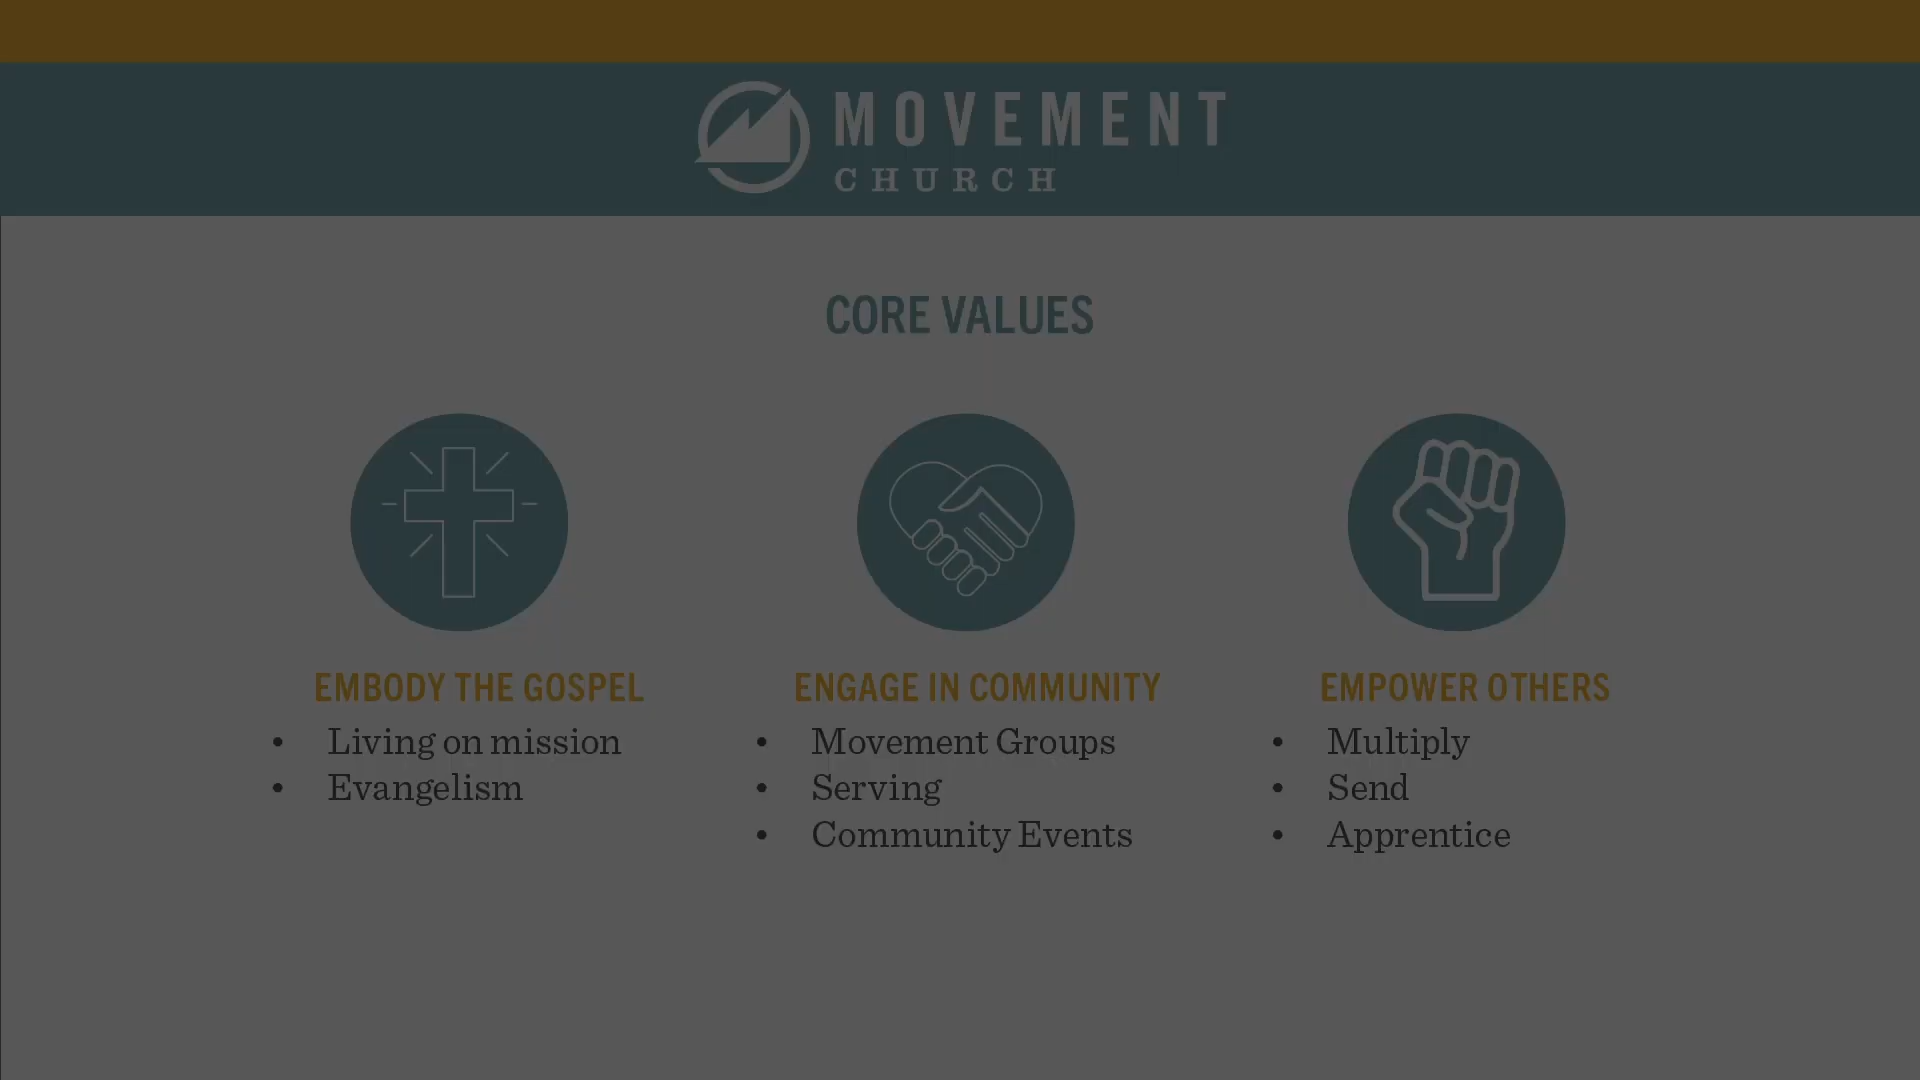 MOVEMENT
CHURCH
CORE VALUES
EMBODY THE GOSPEL
• Living on mission
• Evangelism
ENGAGE IN COMMUNITY
• Movement Groups
• Serving
• Community Events
EMPOWER OTHERS
• Multiply
• Send
• Apprentice